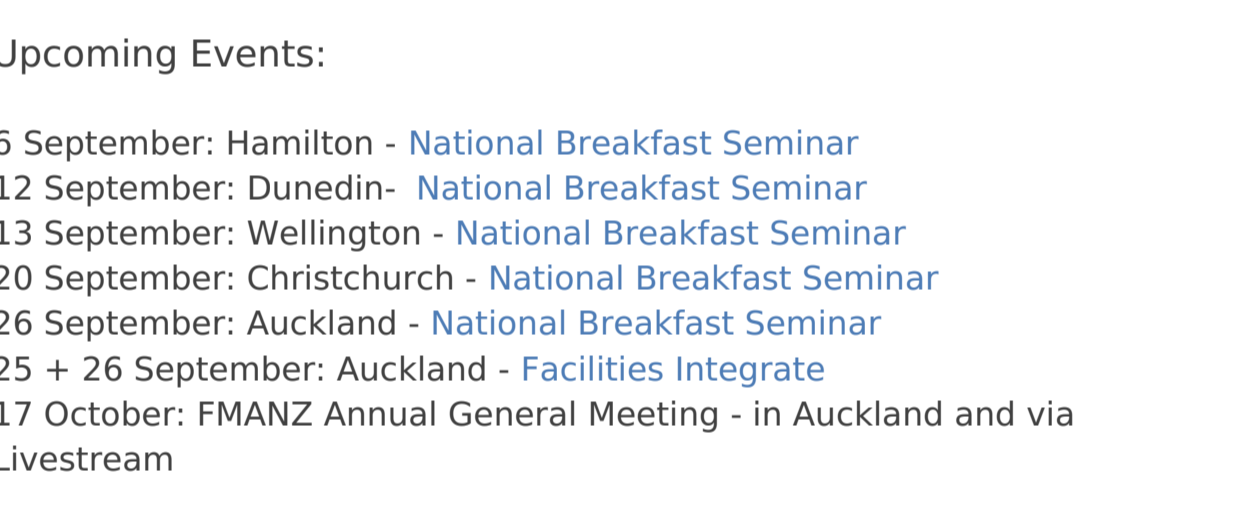 Upcoming Events:
6 September: Hamilton - National Breakfast Seminar
12 September: Dunedin-  National Breakfast Seminar
13 September: Wellington - National Breakfast Seminar
20 September: Christchurch - National Breakfast Seminar
26 September: Auckland - National Breakfast Seminar
25 + 26 September: Auckland - Facilities Integrate
17 October: FMANZ Annual General Meeting - in Auckland and via
Livestream